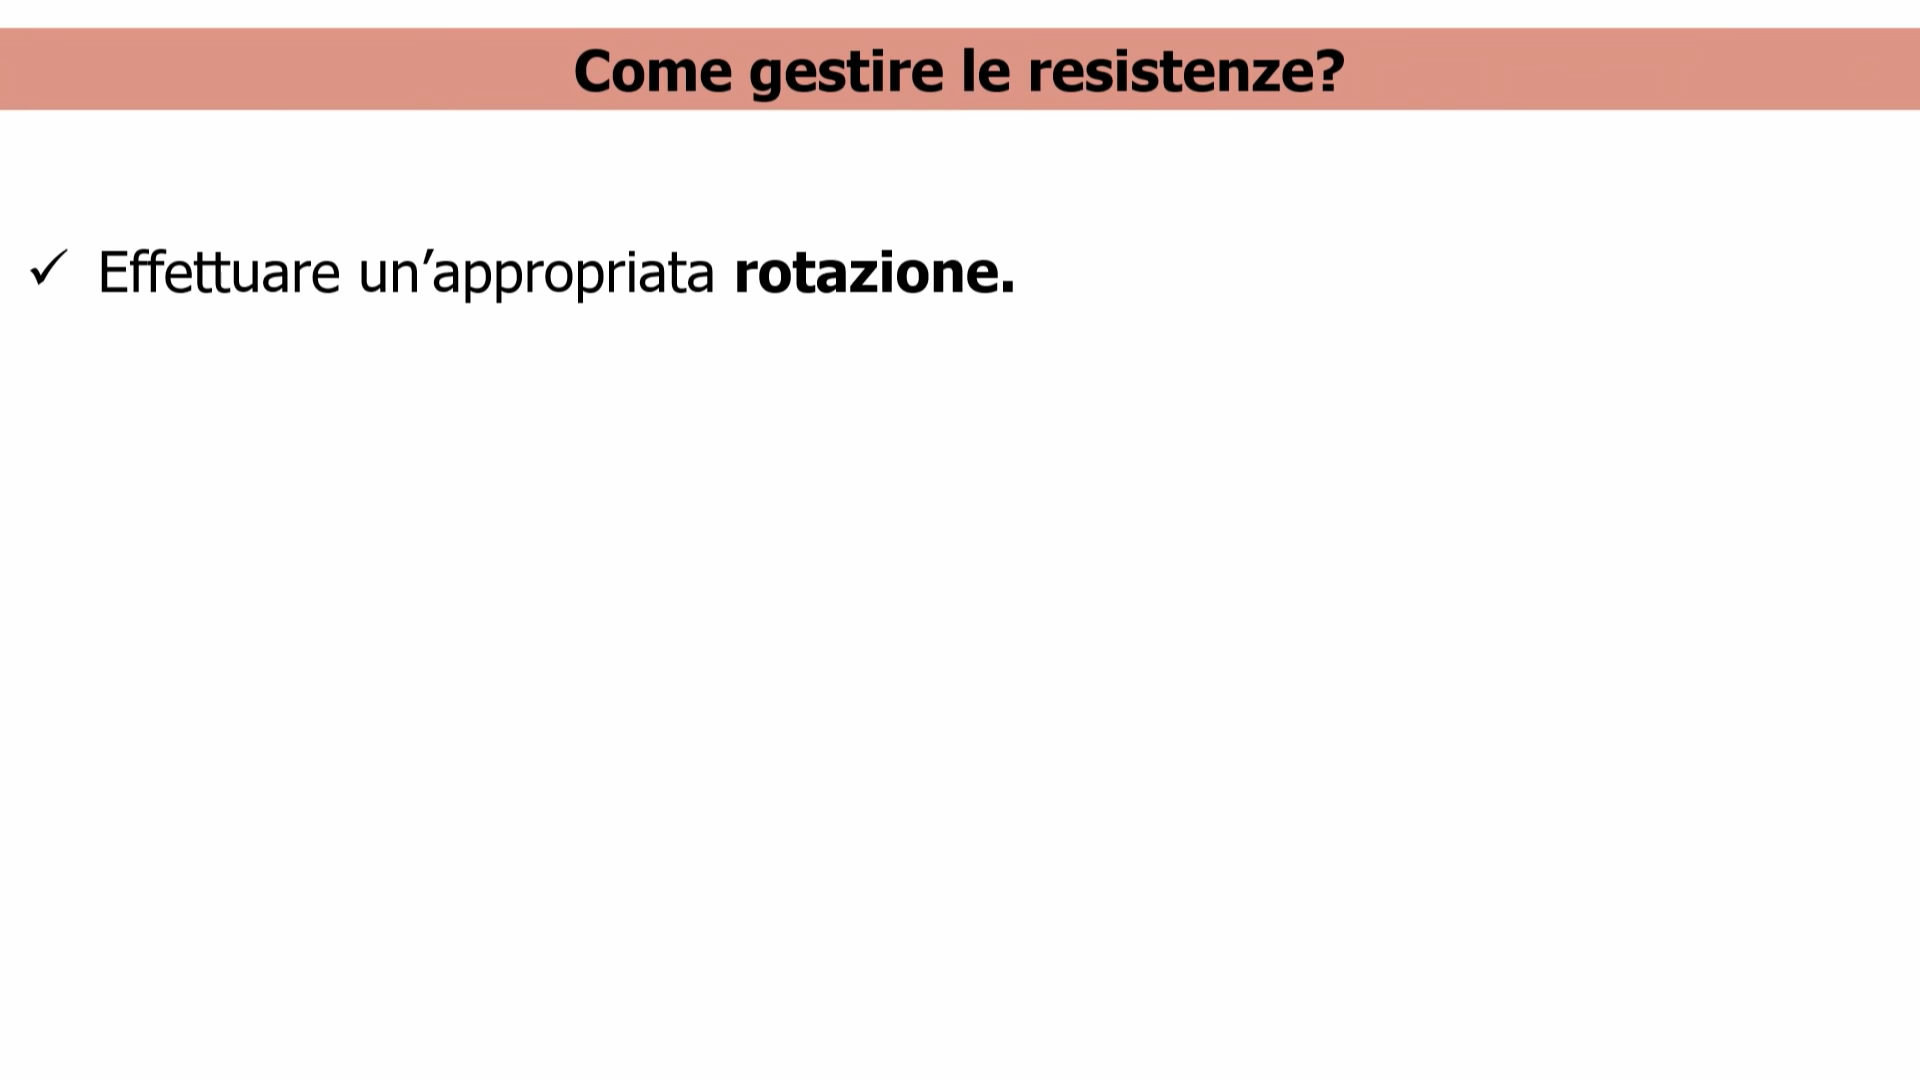 Come gestire le resistenze?
✓ Effettuare un’appropriata rotazione.